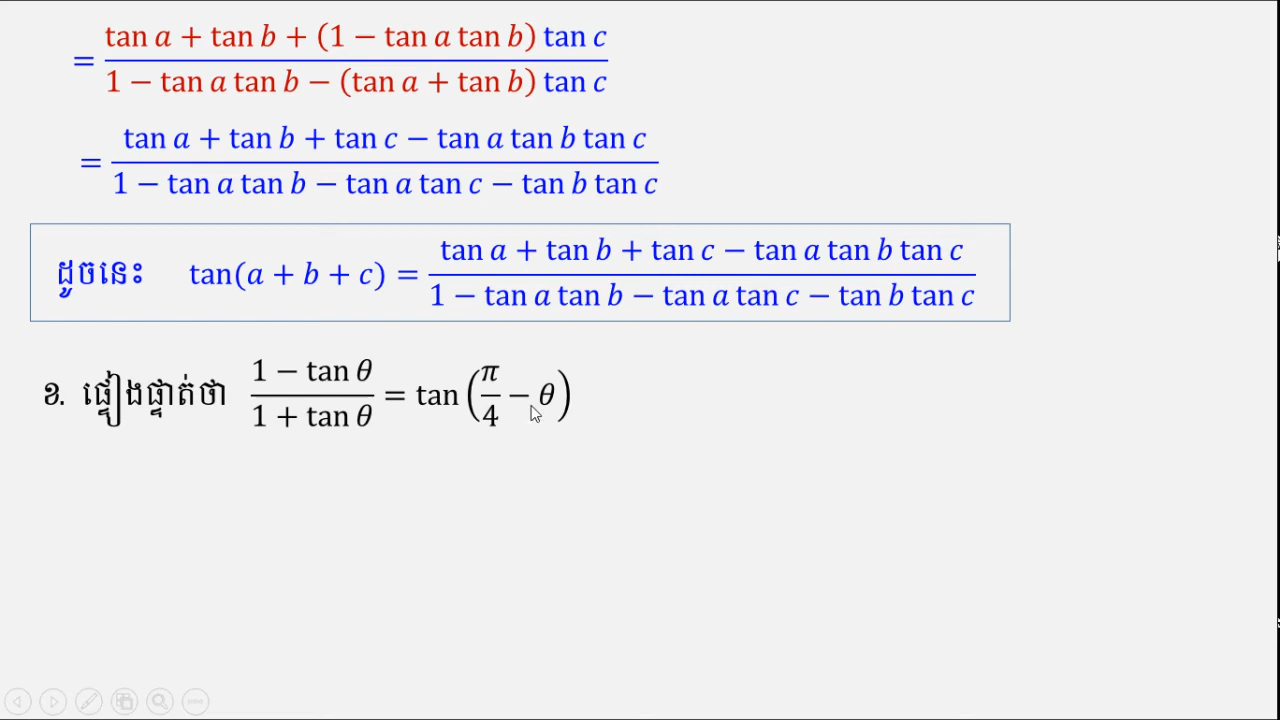 = (tan a + tan b + (1 − tan a tan b) tan c) / (1 − tan a tan b − (tan a + tan b) tan c)
= (tan a + tan b + tan c − tan a tan b tan c) / (1 − tan a tan b − tan a tan c − tan b tan c)
ដូចនេះ tan(a + b + c) = (tan a + tan b + tan c − tan a tan b tan c) / (1 − tan a tan b − tan a tan c − tan b tan c)
ខ. ផ្ទៀងផ្ទាត់ថា (1 − tan θ) / (1 + tan θ) = tan(π/4 − θ)